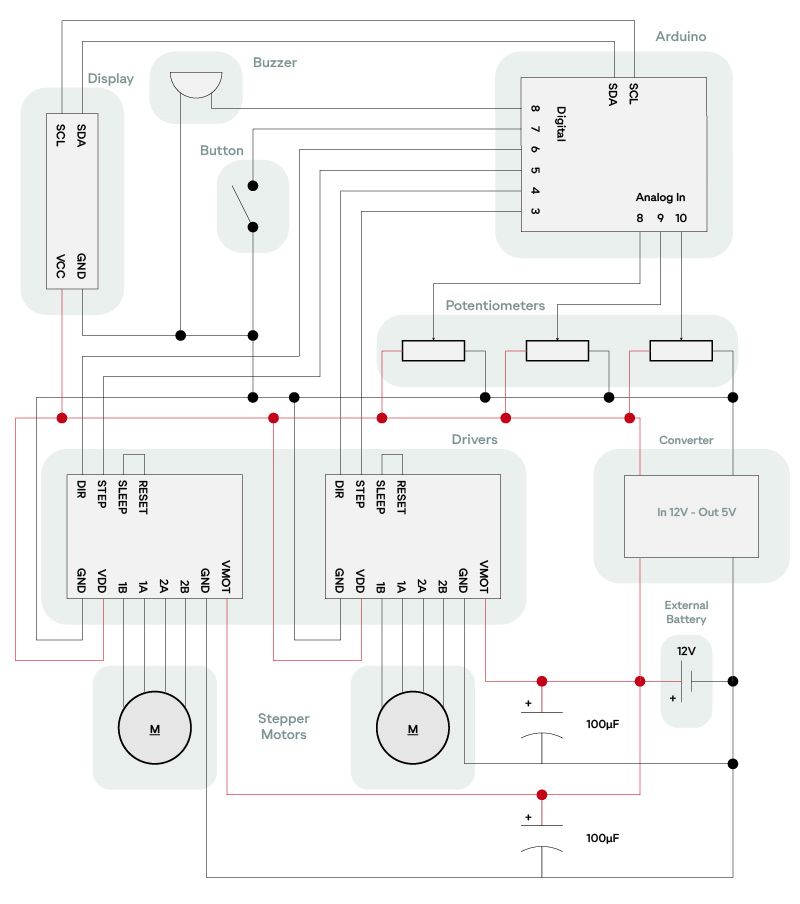 Arduino
Buzzer
Display
SDA
SCL
8
7
6
5
4
3
Digital
SCL
SDA
Button
Analog In
8
9
10
VCC
GND
Potentiometers
Drivers
Converter
DIR
STEP
SLEEP
RESET
DIR
STEP
SLEEP
RESET
In 12V - Out 5V
GND
VDD
1B
1A
2A
2B
GND
VMOT
GND
VDD
1B
1A
2A
2B
GND
VMOT
External
Battery
12V
+
M
Stepper
Motors
M
+
100µF
+
100µF